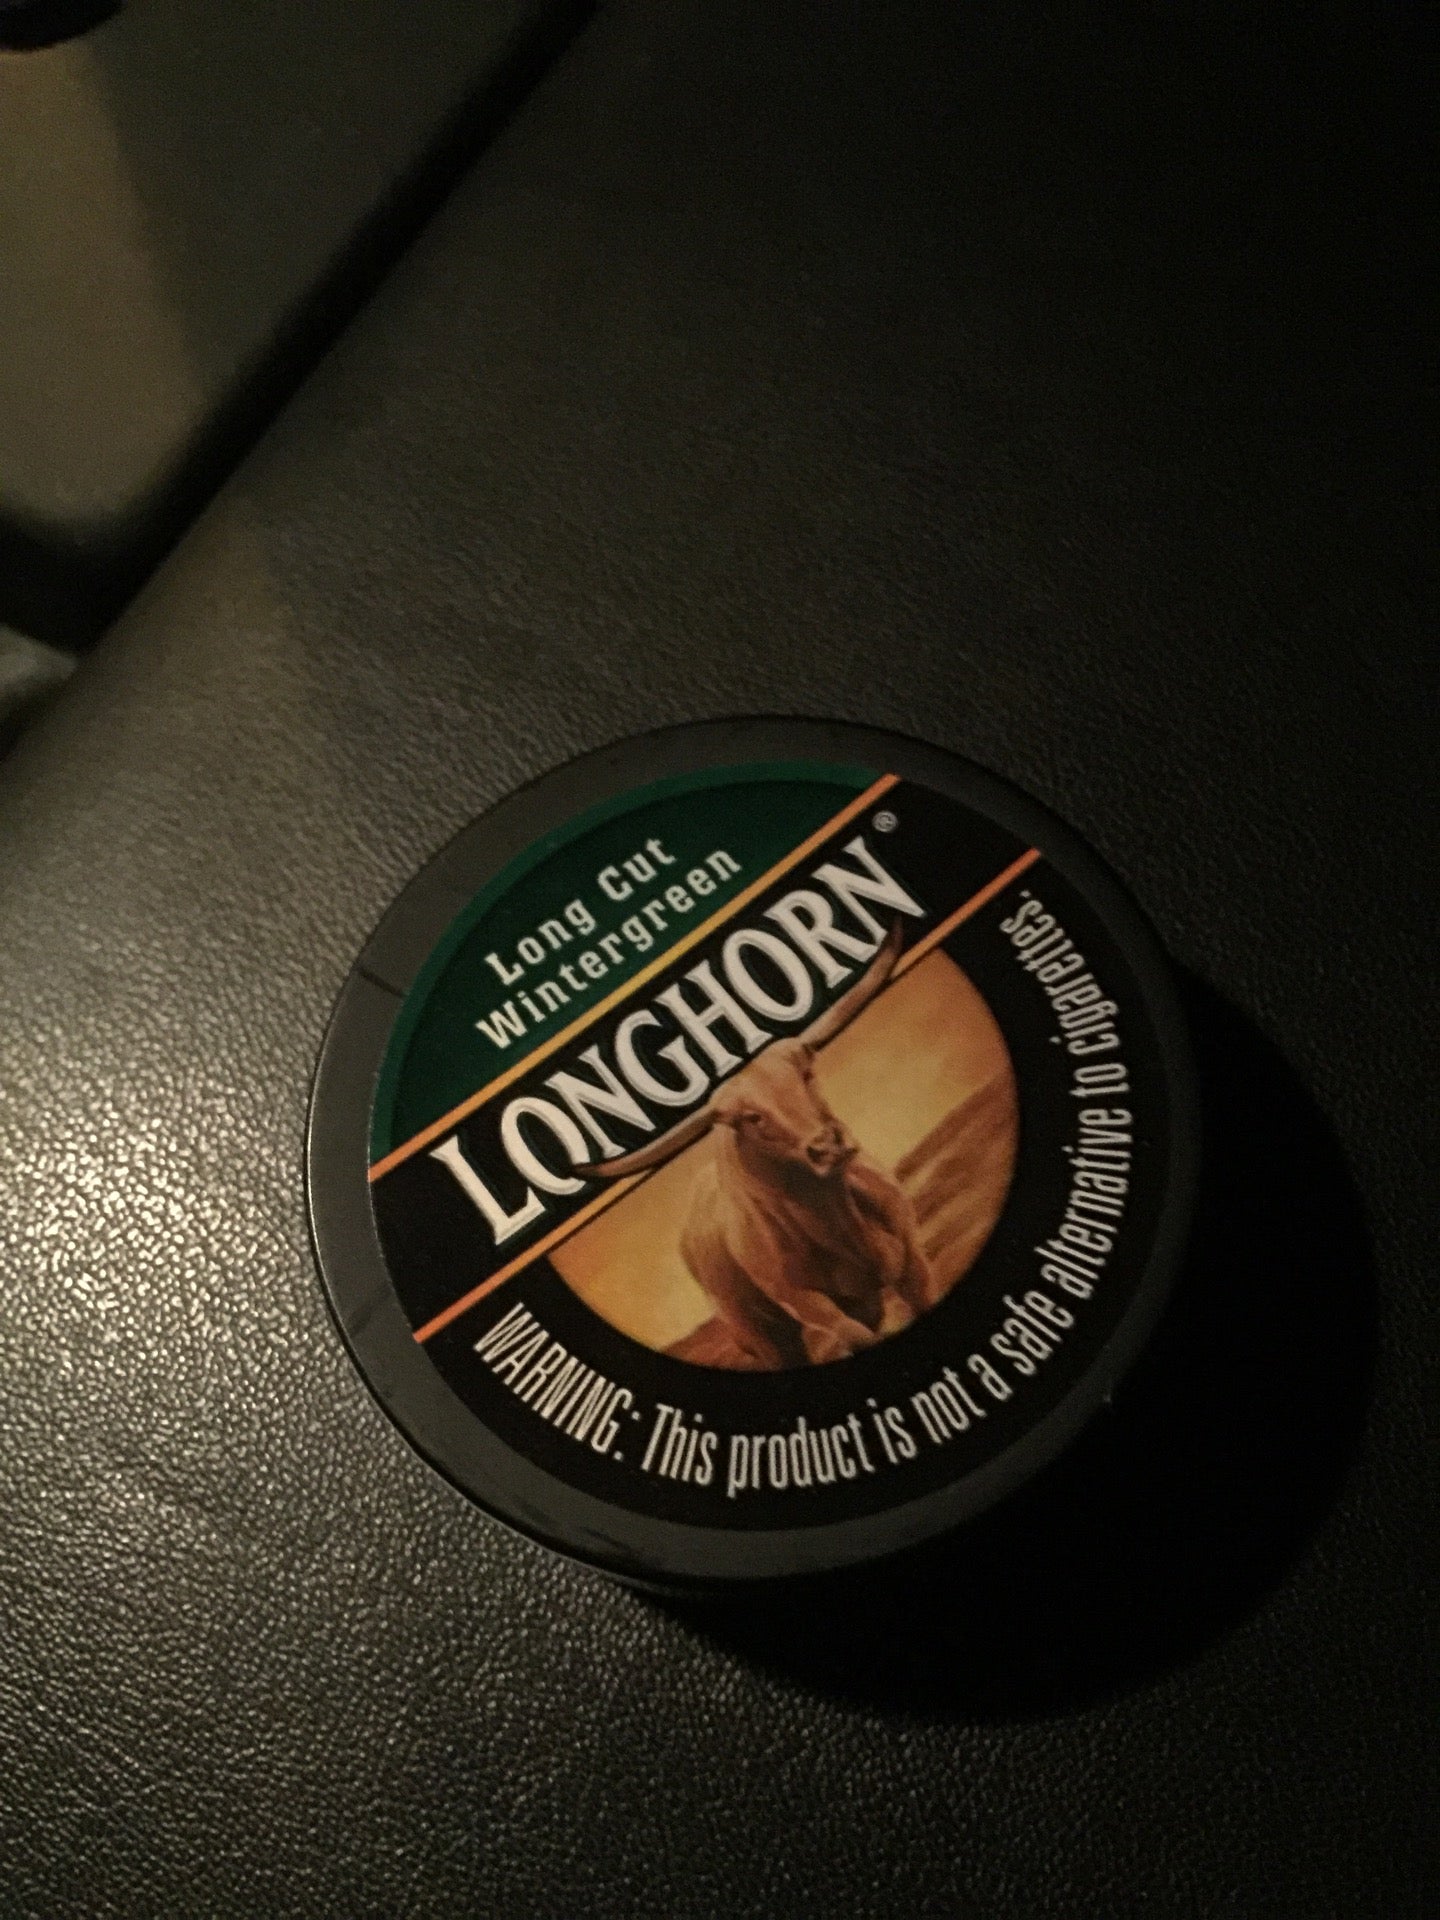 Long Cut
Wintergreen
LONGHORN®
WARNING: This product is not a safe alternative to cigarettes.